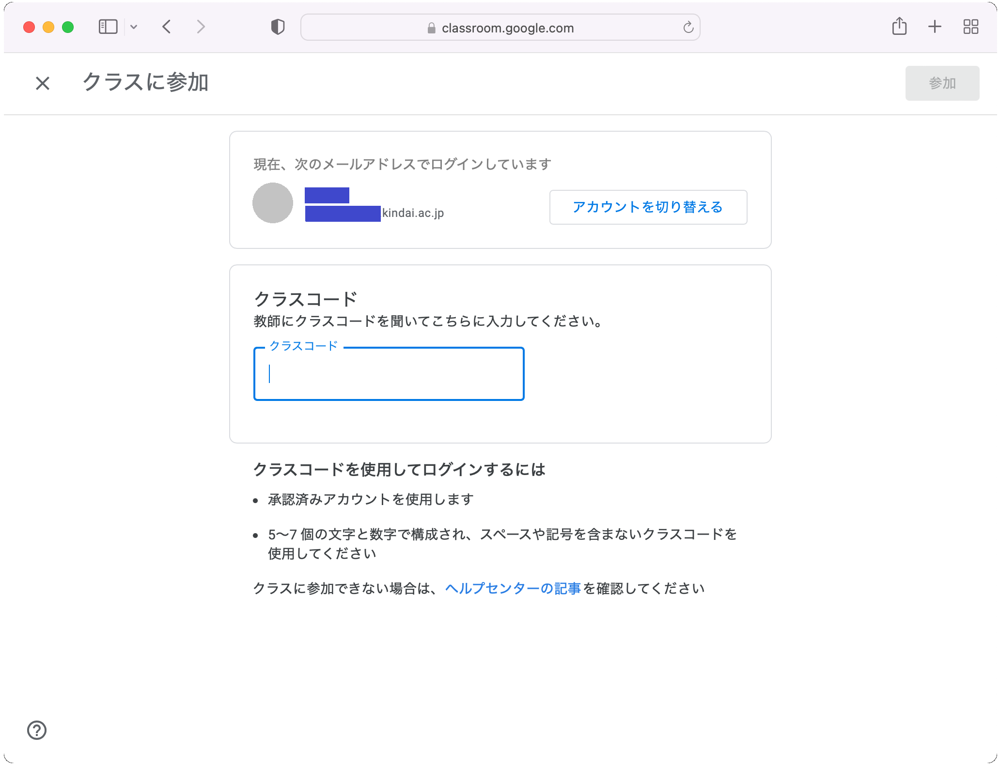 classroom.google.com
クラスに参加
参加
現在、次のメールアドレスでログインしています
kindai.ac.jp
アカウントを切り替える
クラスコード
教師にクラスコードを聞いてこちらに入力してください。
クラスコード
クラスコードを使用してログインするには
• 承認済みアカウントを使用します
• 5〜7 個の文字と数字で構成され、スペースや記号を含まないクラスコードを
使用してください
クラスに参加できない場合は、ヘルプセンターの記事を確認してください